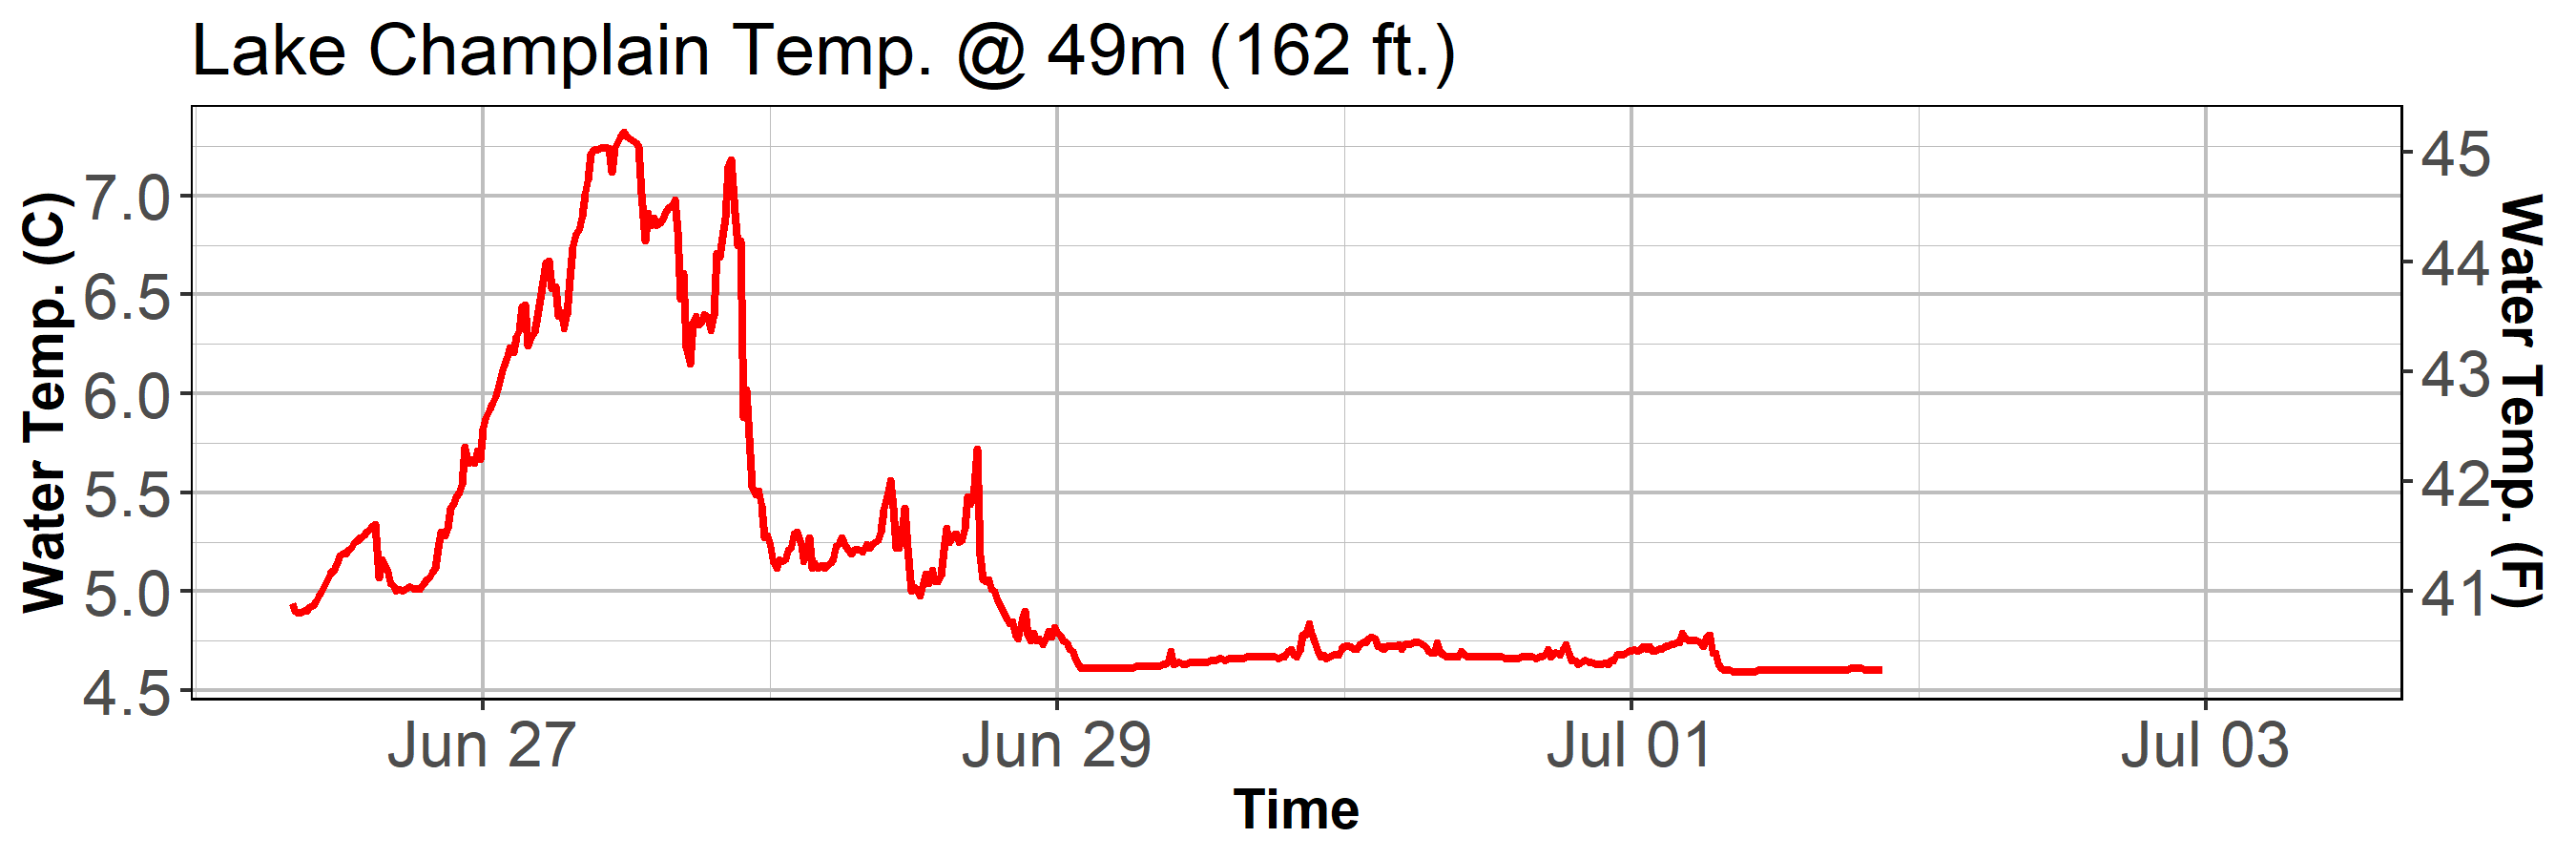 Lake Champlain Temp. @ 49m (162 ft.)
Water Temp. (C)
7.0
6.5
6.0
5.5
5.0
4.5
45
44
43
42
41
Water Temp. (F)
Jun 27
Jun 29
Jul 01
Jul 03
Time